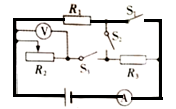 R₁ S₁
V S₂
R₂ S₃ R₃
A